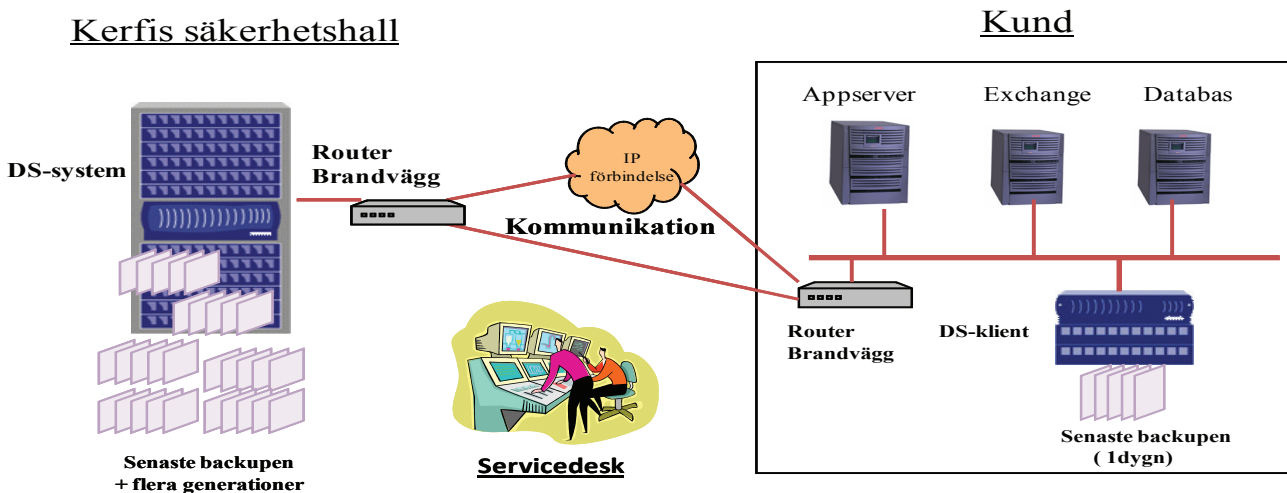 Kerfis säkerhetshall
Kund
DS-system
Router
Brandvägg
IP
förbindelse
Kommunikation
Appserver
Exchange
Databas
Router
Brandvägg
DS-klient
Senaste backupen
( 1dygn)
Servicedesk
Senaste backupen
+ flera generationer